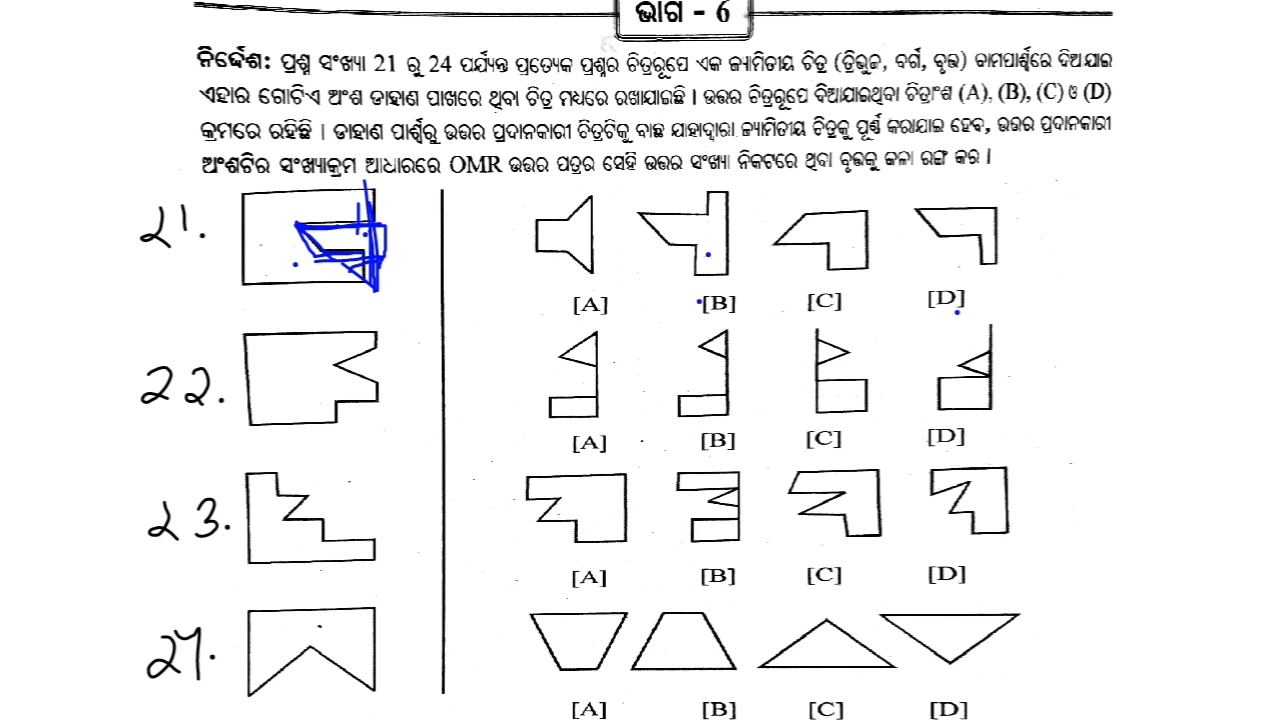 ଭାଗ - 6
ନିର୍ଦ୍ଦେଶ: ପ୍ରଶ୍ନ ସଂଖ୍ୟା 21 ରୁ 24 ପର୍ଯ୍ୟନ୍ତ ପ୍ରତ୍ୟେକ ପ୍ରଶ୍ନର ଚିତ୍ରରୂପେ ଏକ ଜ୍ୟାମିତୀୟ ଚିତ୍ର (ତ୍ରିଭୁଜ, ବର୍ଗ, ବୃତ୍ତ) ବାମପାର୍ଶ୍ୱରେ ଦିଆଯାଇ
ଏହାର ଗୋଟିଏ ଅଂଶ ଡାହାଣ ପାଖରେ ଥିବା ଚିତ୍ର ମଧ୍ୟରେ ରଖାଯାଇଛି । ଉତ୍ତର ଚିତ୍ରରୂପେ ଦିଆଯାଇଥିବା ଚିତ୍ରାଂଶ (A), (B), (C) ଓ (D)
କ୍ରମରେ ରହିଛି । ଡାହାଣ ପାର୍ଶ୍ୱରୁ ଉତ୍ତର ପ୍ରଦାନକାରୀ ଚିତ୍ରଟିକୁ ବାଛ ଯାହାଦ୍ୱାରା ଜ୍ୟାମିତୀୟ ଚିତ୍ରକୁ ପୂର୍ଣ୍ଣ କରାଯାଇ ହେବ, ଉତ୍ତର ପ୍ରଦାନକାରୀ
ଅଂଶଟିର ସଂଖ୍ୟାକ୍ରମ ଆଧାରରେ OMR ଉତ୍ତର ପତ୍ରର ସେହି ଉତ୍ତର ସଂଖ୍ୟା ନିକଟରେ ଥିବା ବୃତ୍ତକୁ କଳା ରଙ୍ଗ କର ।
21.
[A] [B] [C] [D]
22.
[A] [B] [C] [D]
23.
[A] [B] [C] [D]
24.
[A] [B] [C] [D]